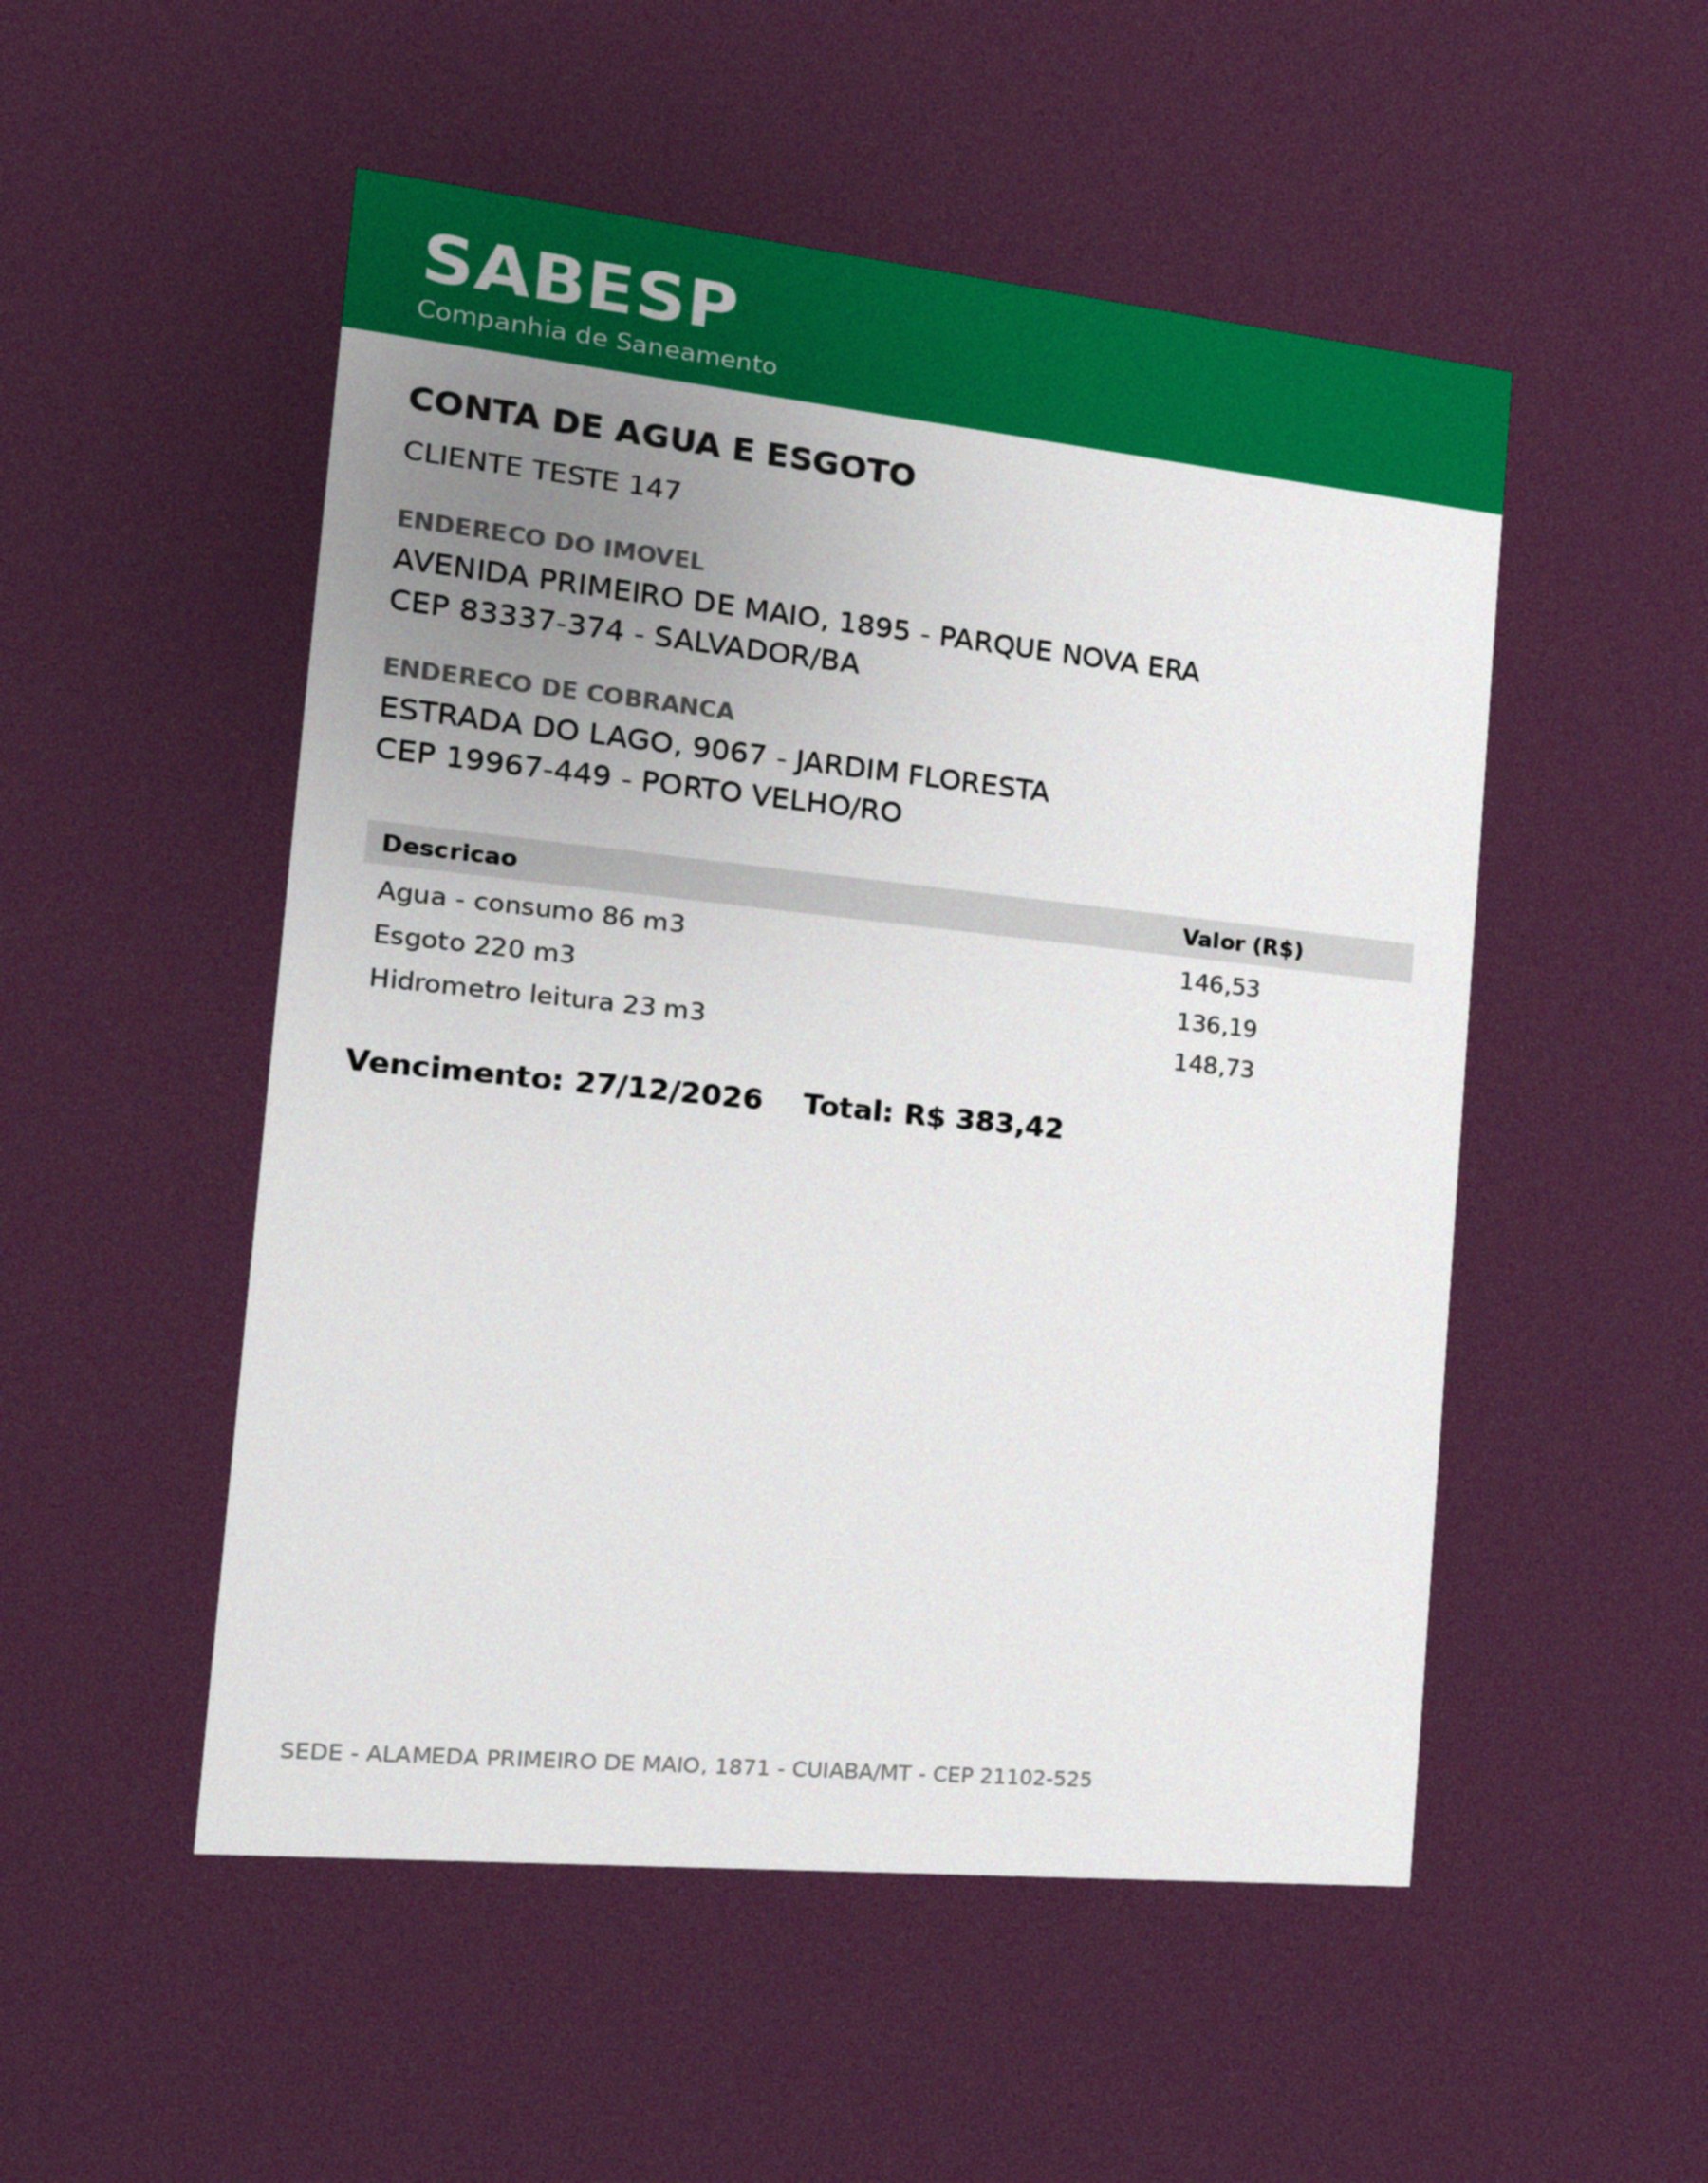 SABESP
Companhia de Saneamento
CONTA DE AGUA E ESGOTO
CLIENTE TESTE 147
ENDERECO DO IMOVEL
AVENIDA PRIMEIRO DE MAIO, 1895 - PARQUE NOVA ERA
CEP 83337-374 - SALVADOR/BA
ENDERECO DE COBRANCA
ESTRADA DO LAGO, 9067 - JARDIM FLORESTA
CEP 19967-449 - PORTO VELHO/RO
Descricao Valor (R$)
Agua - consumo 86 m3 146,53
Esgoto 220 m3 136,19
Hidrometro leitura 23 m3 148,73
Vencimento: 27/12/2026 Total: R$ 383,42
SEDE - ALAMEDA PRIMEIRO DE MAIO, 1871 - CUIABA/MT - CEP 21102-525